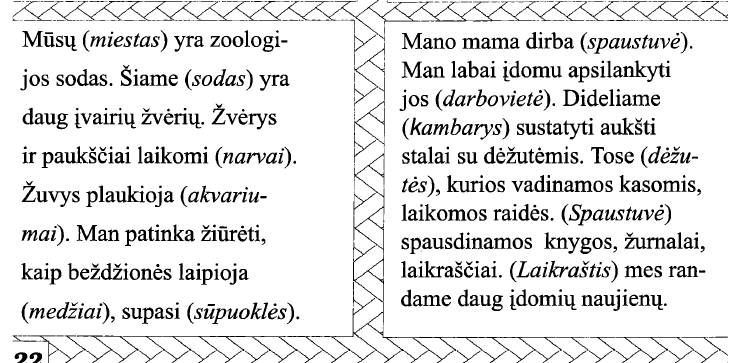 Mūsų (miestas) yra zoologi-
jos sodas. Šiame (sodas) yra
daug įvairių žvėrių. Žvėrys
ir paukščiai laikomi (narvai).
Žuvys plaukioja (akvariu-
mai). Man patinka žiūrėti,
kaip beždžionės laipioja
(medžiai), supasi (sūpuoklės).
Mano mama dirba (spaustuvė).
Man labai įdomu apsilankyti
jos (darbovietė). Dideliame
(kambarys) sustatyti aukšti
stalai su dėžutėmis. Tose (dėžu-
tės), kurios vadinamos kasomis,
laikomos raidės. (Spaustuvė)
spausdinamos knygos, žurnalai,
laikraščiai. (Laikraštis) mes ran-
dame daug įdomių naujienų.
22